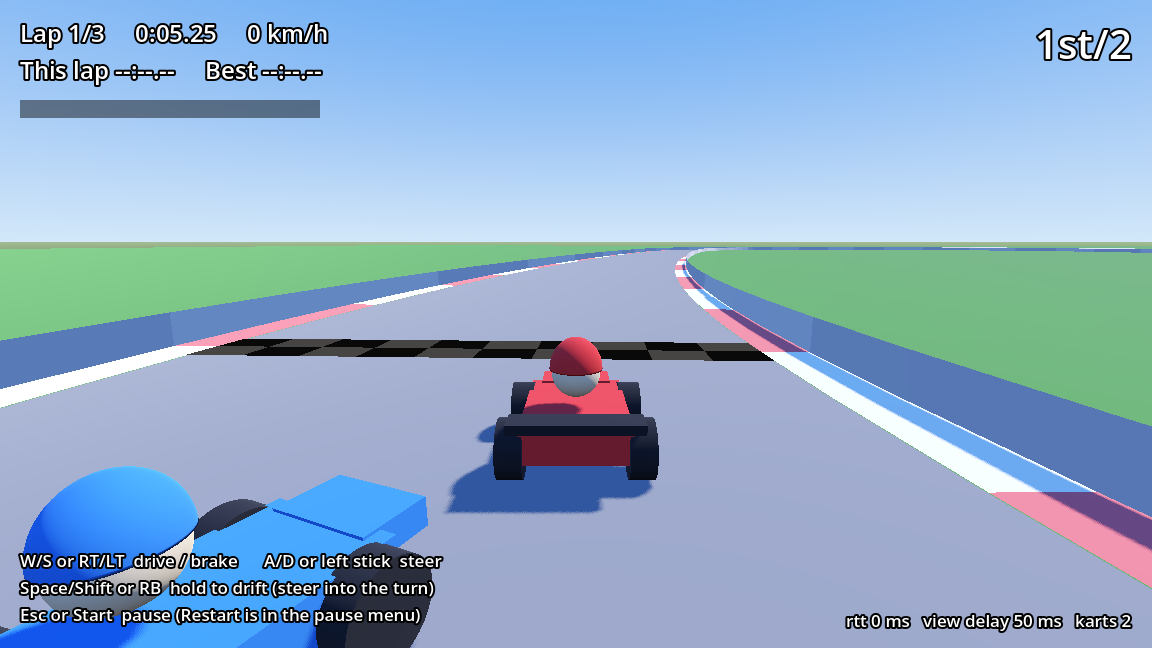 Lap 1/3 0:05.25 0 km/h
1st/2
This lap --:--.-- Best --:--.--
W/S or RT/LT drive / brake A/D or left stick steer
Space/Shift or RB hold to drift (steer into the turn)
Esc or Start pause (Restart is in the pause menu)
rtt 0 ms view delay 50 ms karts 2